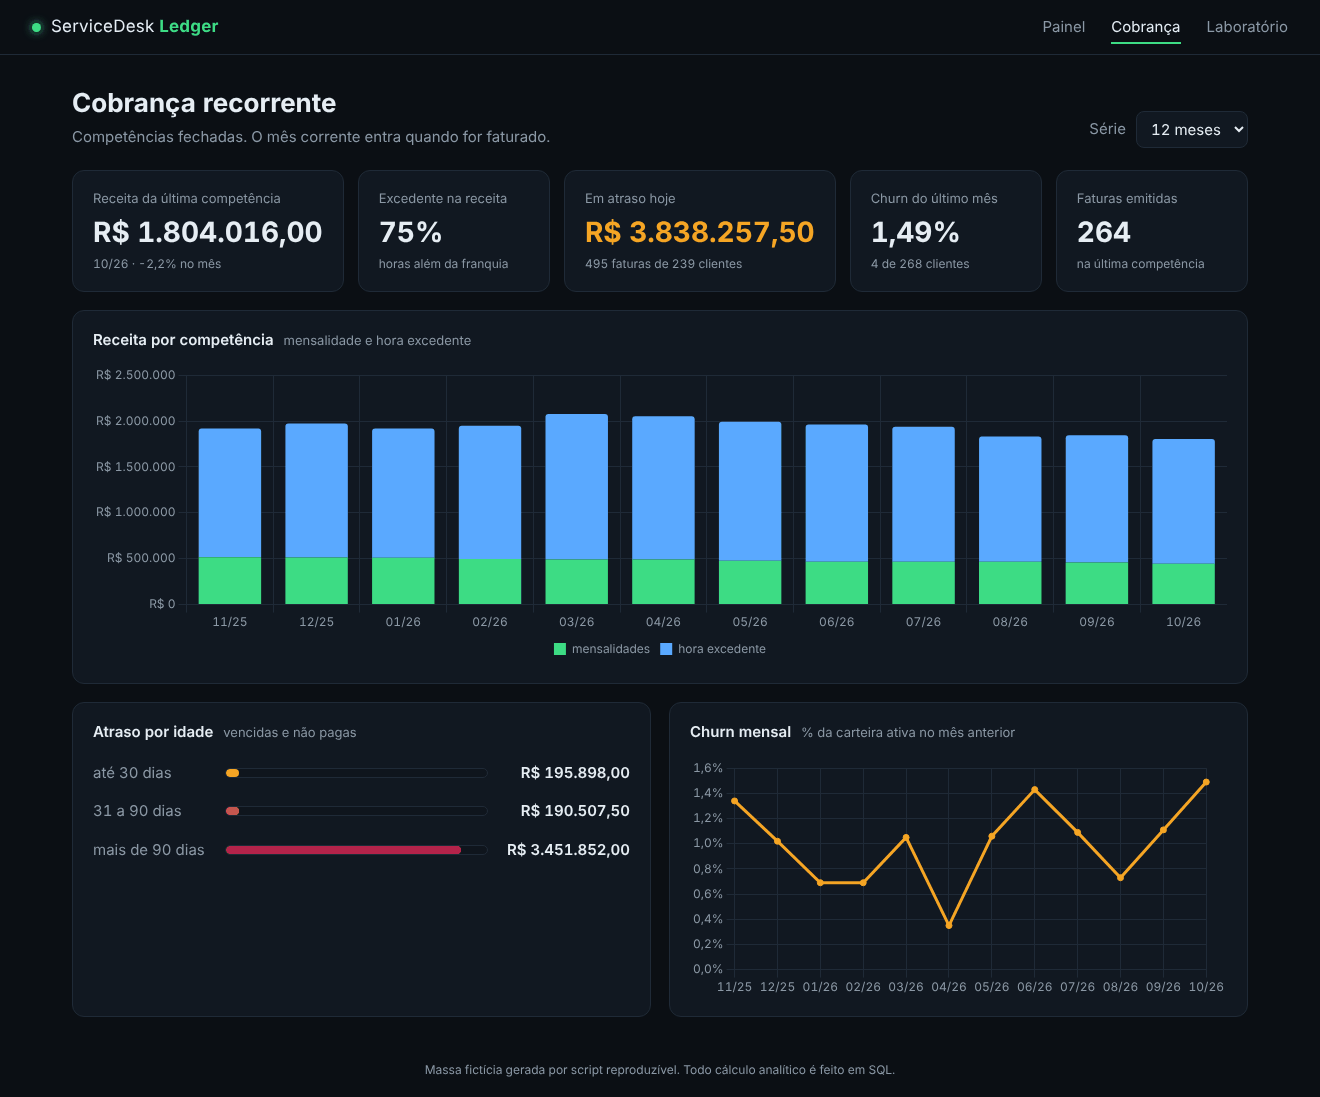 ServiceDesk Ledger
Painel
Cobrança
Laboratório
Cobrança recorrente
Competências fechadas. O mês corrente entra quando for faturado.
Série
12 meses
Receita da última competência
R$ 1.804.016,00
10/26 · -2,2% no mês
Excedente na receita
75%
horas além da franquia
Em atraso hoje
R$ 3.838.257,50
495 faturas de 239 clientes
Churn do último mês
1,49%
4 de 268 clientes
Faturas emitidas
264
na última competência
Receita por competência mensalidade e hora excedente
R$ 2.500.000
R$ 2.000.000
R$ 1.500.000
R$ 1.000.000
R$ 500.000
R$ 0
11/25 12/25 01/26 02/26 03/26 04/26 05/26 06/26 07/26 08/26 09/26 10/26
mensalidades hora excedente
Atraso por idade vencidas e não pagas
até 30 dias R$ 195.898,00
31 a 90 dias R$ 190.507,50
mais de 90 dias R$ 3.451.852,00
Churn mensal % da carteira ativa no mês anterior
1,6%
1,4%
1,2%
1,0%
0,8%
0,6%
0,4%
0,2%
0,0%
11/25 12/25 01/26 02/26 03/26 04/26 05/26 06/26 07/26 08/26 09/26 10/26
Massa fictícia gerada por script reproduzível. Todo cálculo analítico é feito em SQL.